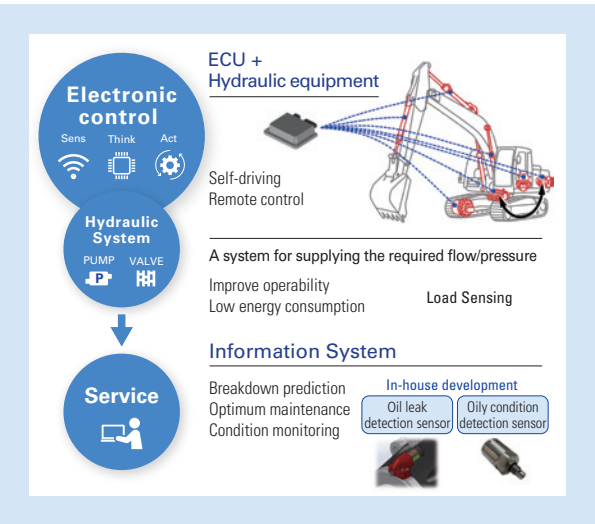 Electronic
control
Sens Think Act
Hydraulic
System
PUMP VALVE
P
Service
ECU +
Hydraulic equipment
Self-driving
Remote control
A system for supplying the required flow/pressure
Improve operability
Low energy consumption
Load Sensing
Information System
Breakdown prediction
Optimum maintenance
Condition monitoring
In-house development
Oil leak
detection sensor
Oily condition
detection sensor